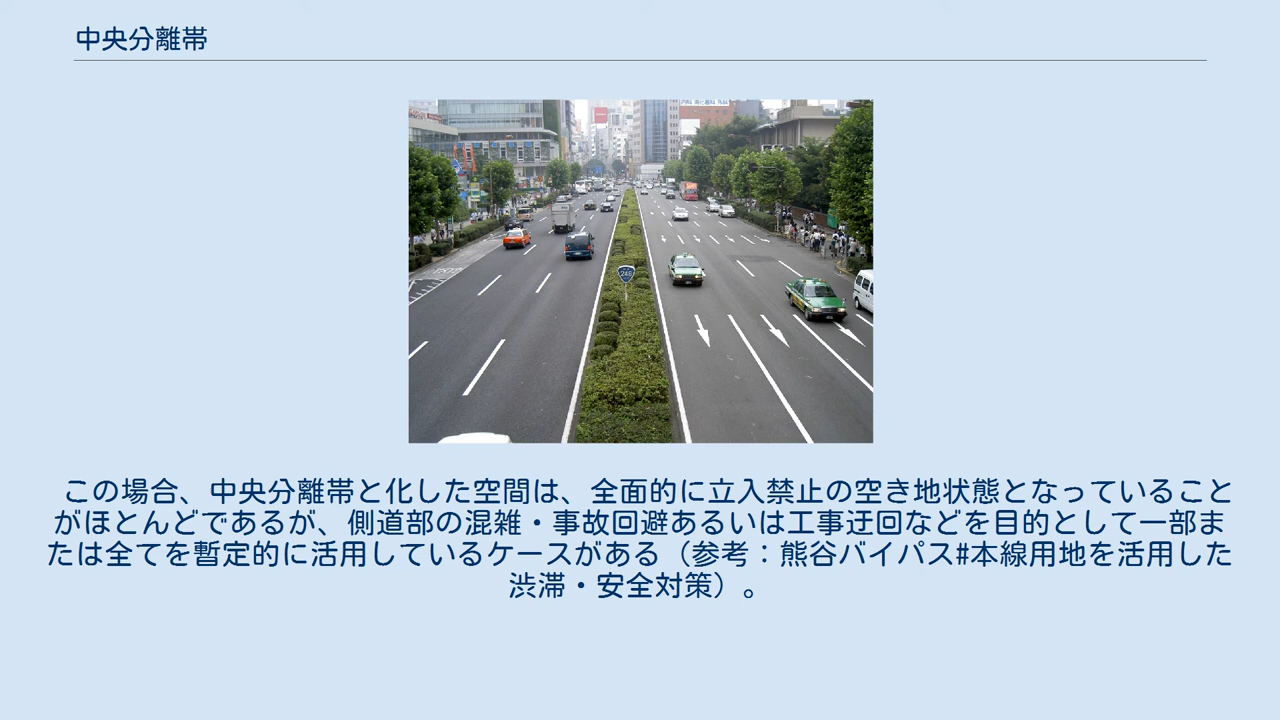 中央分離帯
246
この場合、中央分離帯と化した空間は、全面的に立入禁止の空き地状態となっていること
がほとんどであるが、側道部の混雑・事故回避あるいは工事迂回などを目的として一部ま
たは全てを暫定的に活用しているケースがある（参考：熊谷バイパス#本線用地を活用した
渋滞・安全対策）。